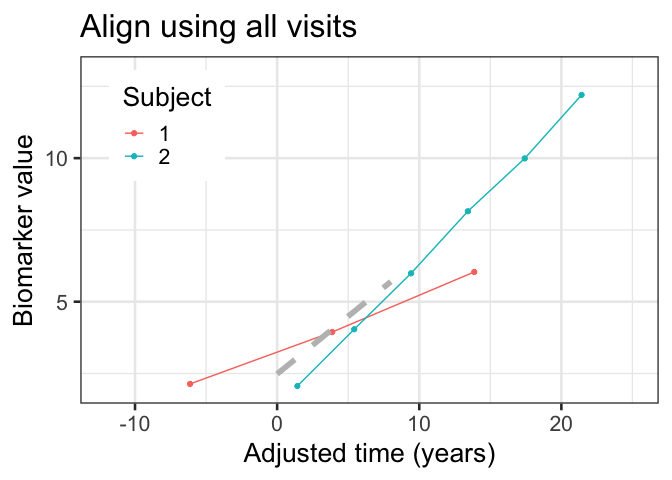 Align using all visits
Subject
1
2
Biomarker value
10
5
-10 0 10 20
Adjusted time (years)